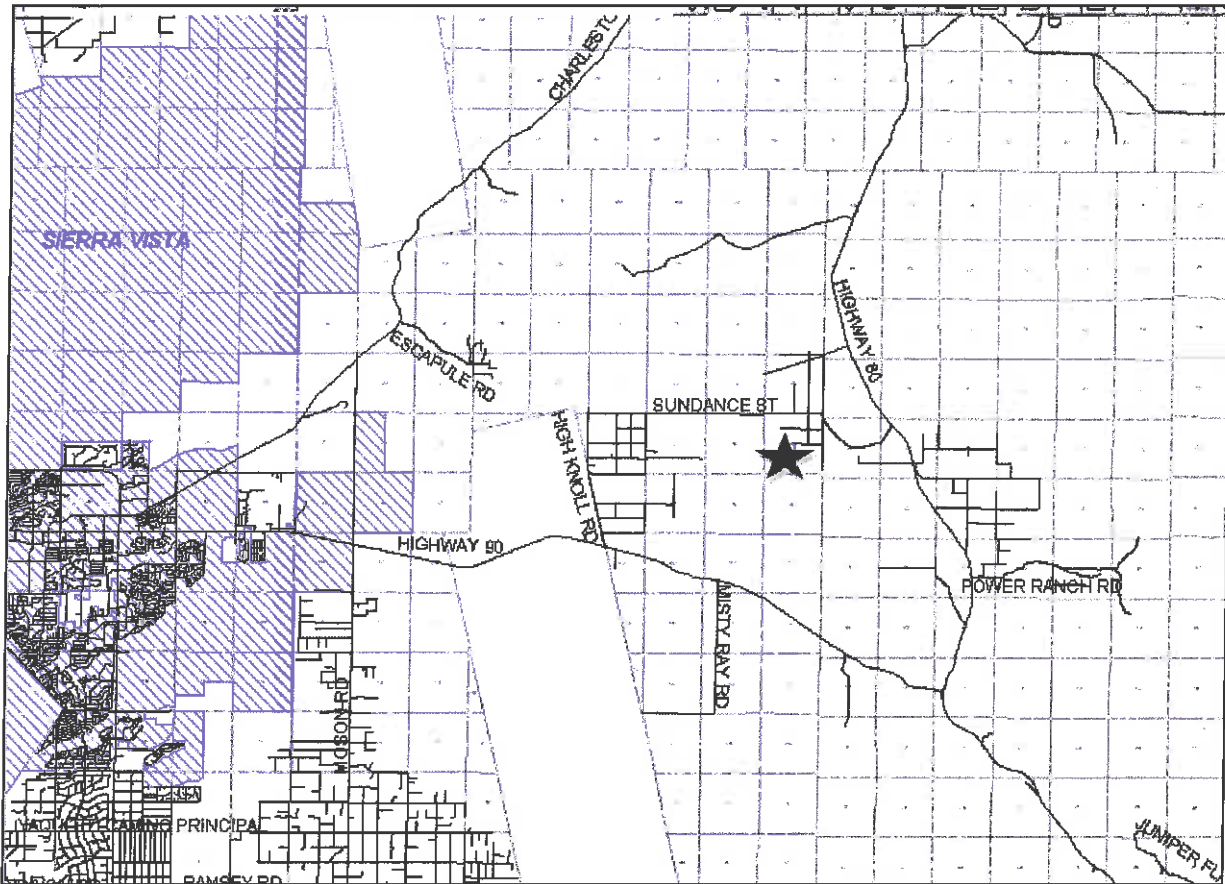 CHARLESTO
SIERRA VISTA
HIGHWAY 80
ESCAPULE RD
SUNDANCE ST
HIGH KNOLL RD
HIGHWAY 90
POWER RANCH RD
MISTY RAY RD
MOSON RD
CAMINO PRINCIPA
JUNIPER FL
RAMSEY RD